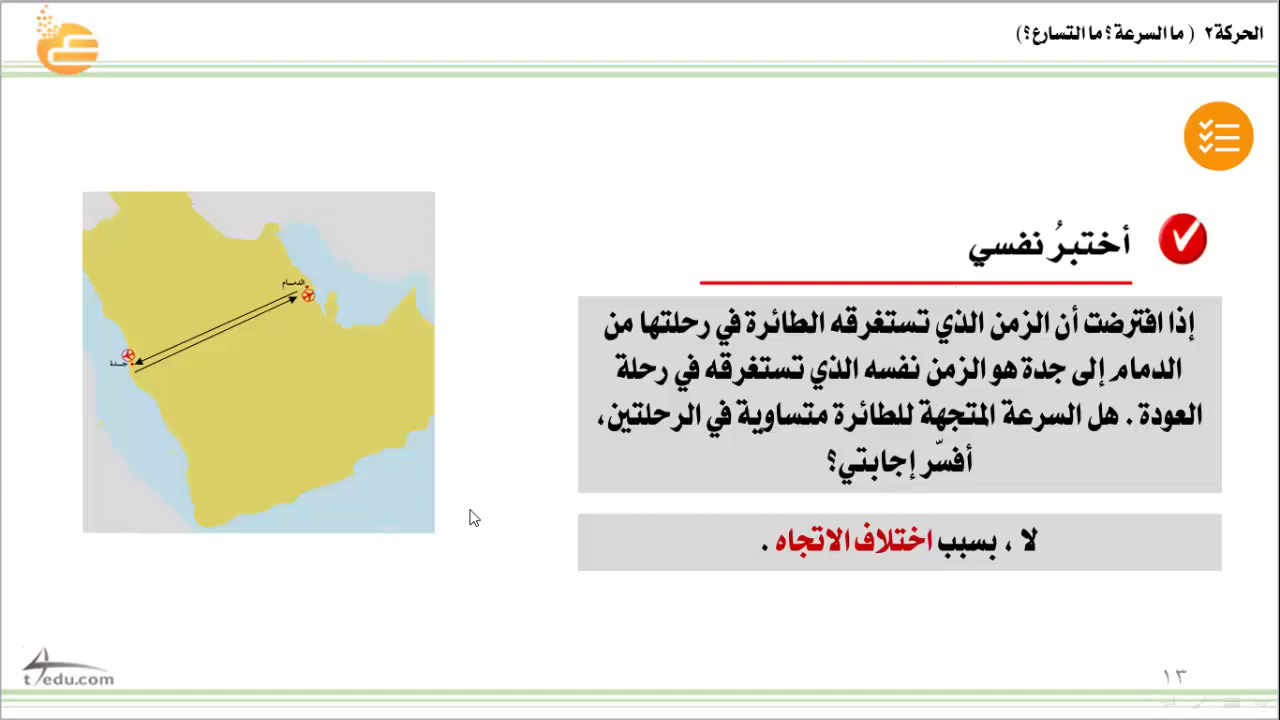 الحركة٢ ( ما السرعة؟ ما التسارع؟)
أختبرُ نفسي
إذا افترضت أن الزمن الذي تستغرقه الطائرة في رحلتها من
الدمام إلى جدة هو الزمن نفسه الذي تستغرقه في رحلة
العودة . هل السرعة المتجهة للطائرة متساوية في الرحلتين،
أفسّر إجابتي؟
لا ، بسبب اختلاف الاتجاه .
الدمام
جدة
t4edu.com
١٣